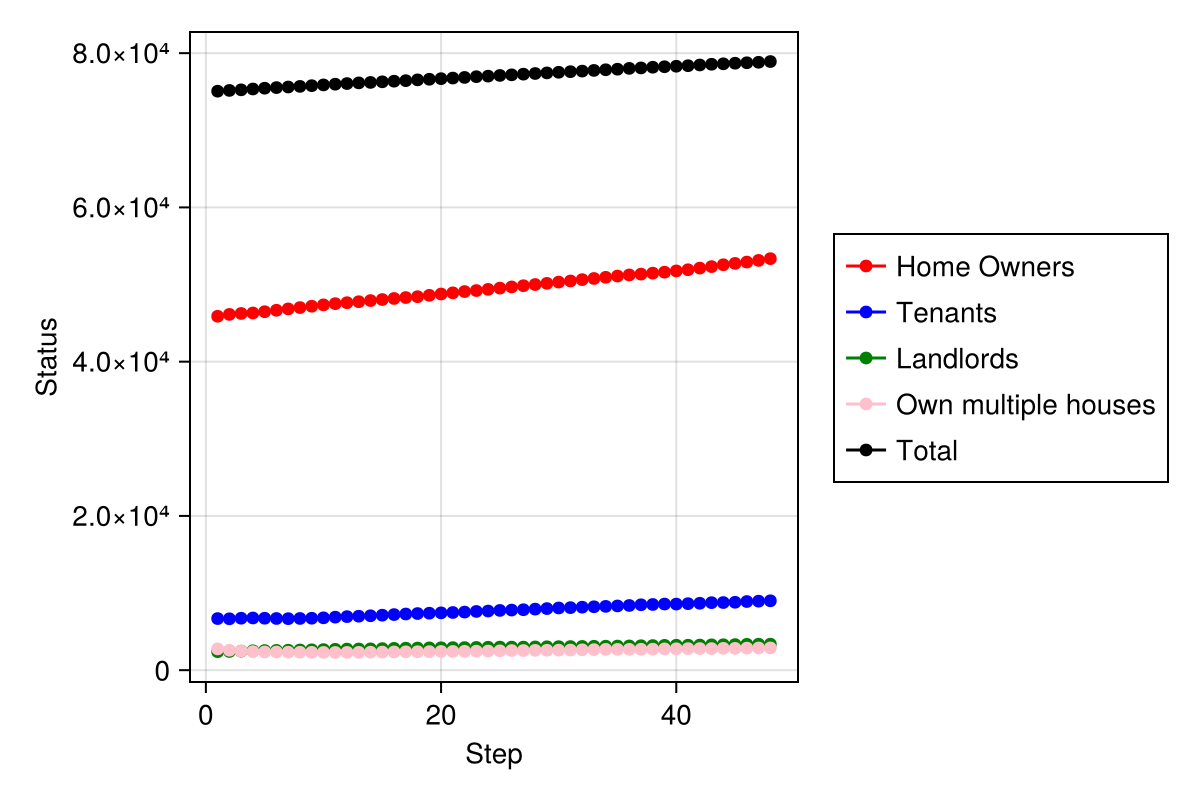 8.0×10⁴
6.0×10⁴
4.0×10⁴
2.0×10⁴
0
Status
0 20 40
Step
Home Owners
Tenants
Landlords
Own multiple houses
Total